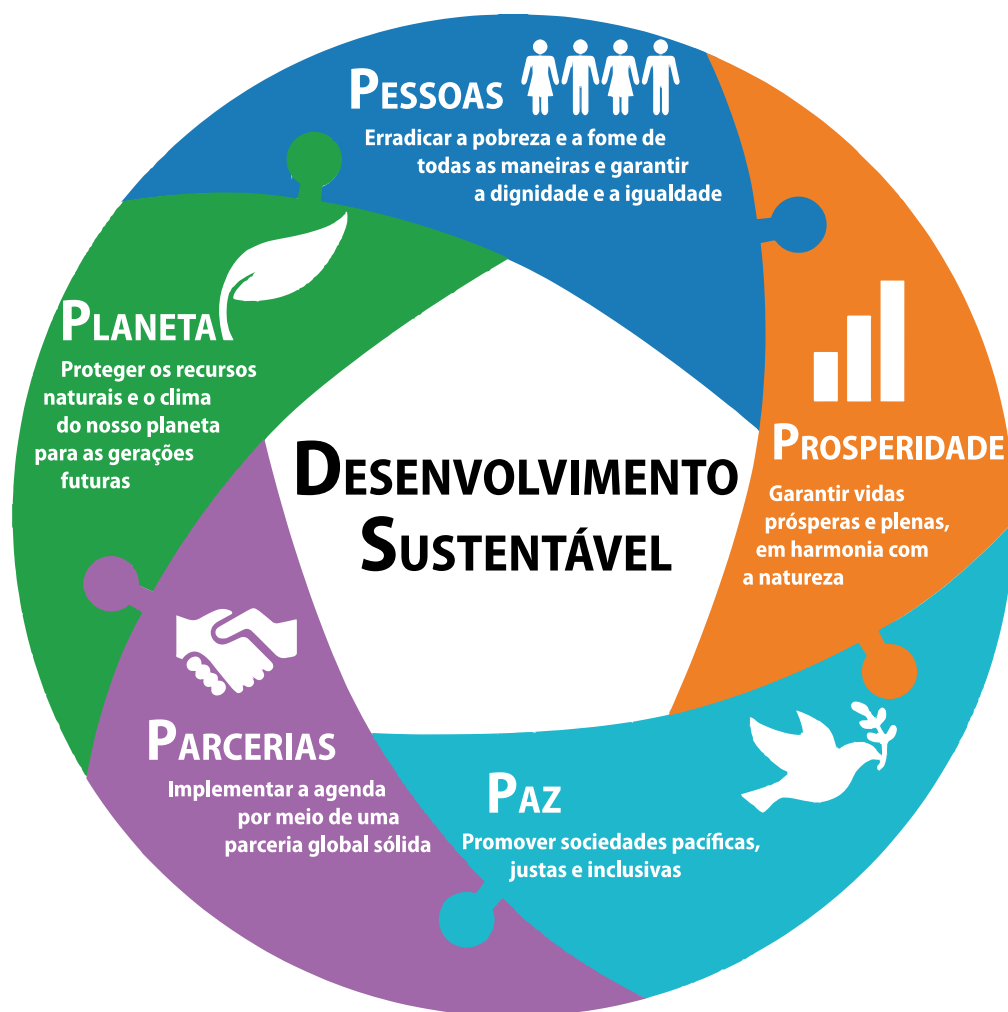 PESSOAS
Erradicar a pobreza e a fome de
todas as maneiras e garantir
a dignidade e a igualdade
PROSPERIDADE
Garantir vidas
prósperas e plenas,
em harmonia com
a natureza
PAZ
Promover sociedades pacíficas,
justas e inclusivas
PARCERIAS
Implementar a agenda
por meio de uma
parceria global sólida
PLANETA
Proteger os recursos
naturais e o clima
do nosso planeta
para as gerações
futuras
DESENVOLVIMENTO
SUSTENTÁVEL